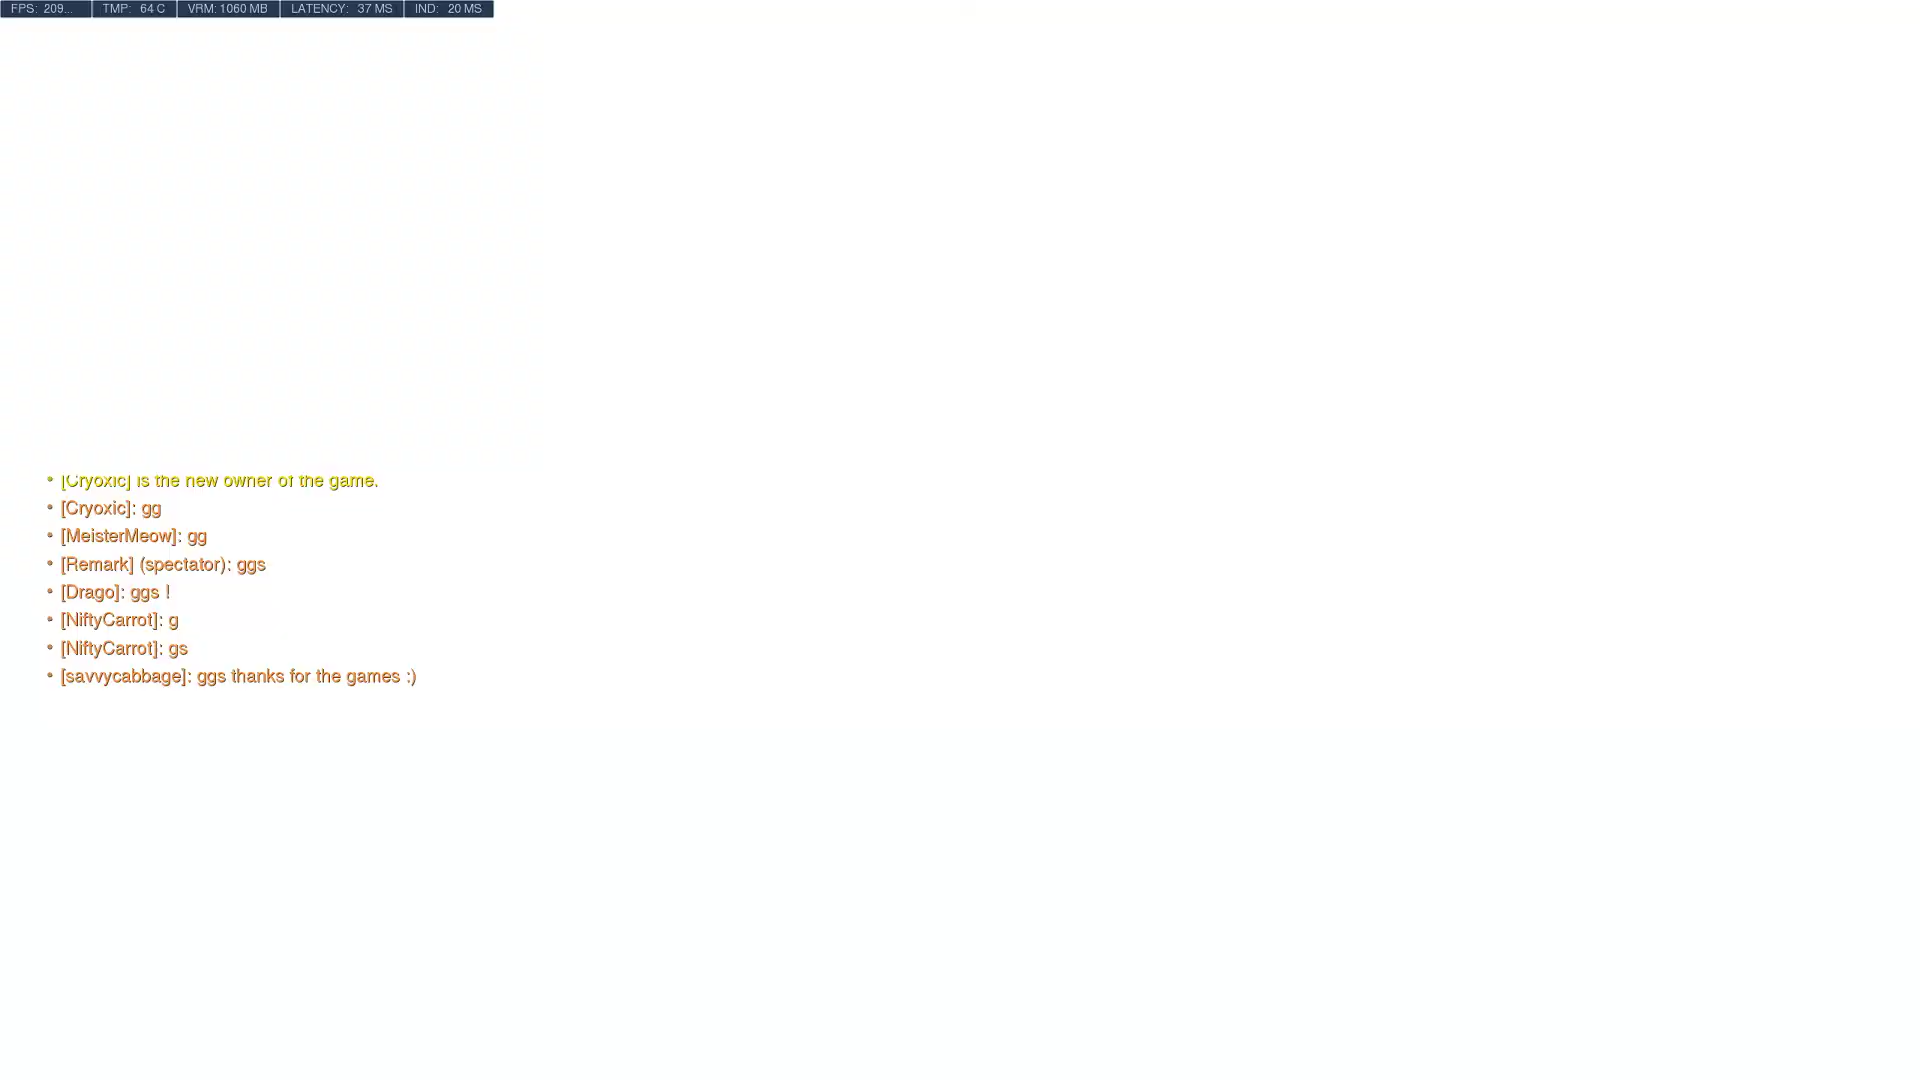 FPS: 209... TMP: 64 C VRM: 1060 MB LATENCY: 37 MS IND: 20 MS
• [Cryoxic] is the new owner of the game.
• [Cryoxic]: gg
• [MeisterMeow]: gg
• [Remark] (spectator): ggs
• [Drago]: ggs !
• [NiftyCarrot]: g
• [NiftyCarrot]: gs
• [savvycabbage]: ggs thanks for the games :)